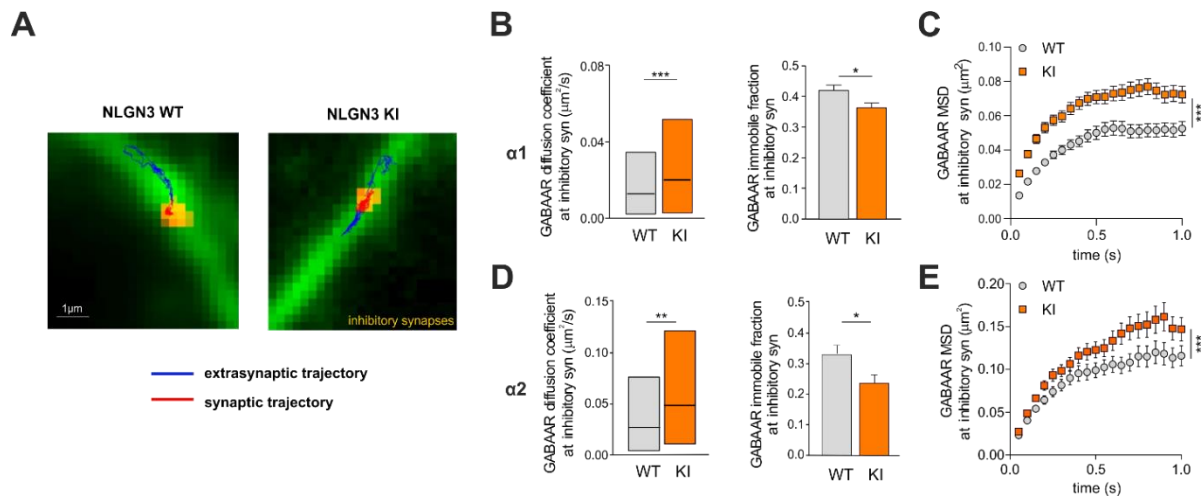 A
NLGN3 WT
NLGN3 KI
1μm
inhibitory synapses
extrasynaptic trajectory
synaptic trajectory
B
α1
GABAAR diffusion coefficient
at inhibitory syn (μm²/s)
0.08
0.04
0.00
***
WT
KI
GABAAR immobile fraction
at inhibitory syn
0.5
0.4
0.3
0.2
0.1
0.0
*
WT
KI
C
GABAAR MSD
at inhibitory syn (μm²)
0.10
0.08
0.06
0.04
0.02
0.00
WT
KI
***
0.0
0.5
1.0
time (s)
D
α2
GABAAR diffusion coefficient
at inhibitory syn (μm²/s)
0.15
0.10
0.05
0.00
**
WT
KI
GABAAR immobile fraction
at inhibitory syn
0.5
0.4
0.3
0.2
0.1
0.0
*
WT
KI
E
GABAAR MSD
at inhibitory syn (μm²)
0.20
0.15
0.10
0.05
0.00
WT
KI
***
0.0
0.5
1.0
time (s)